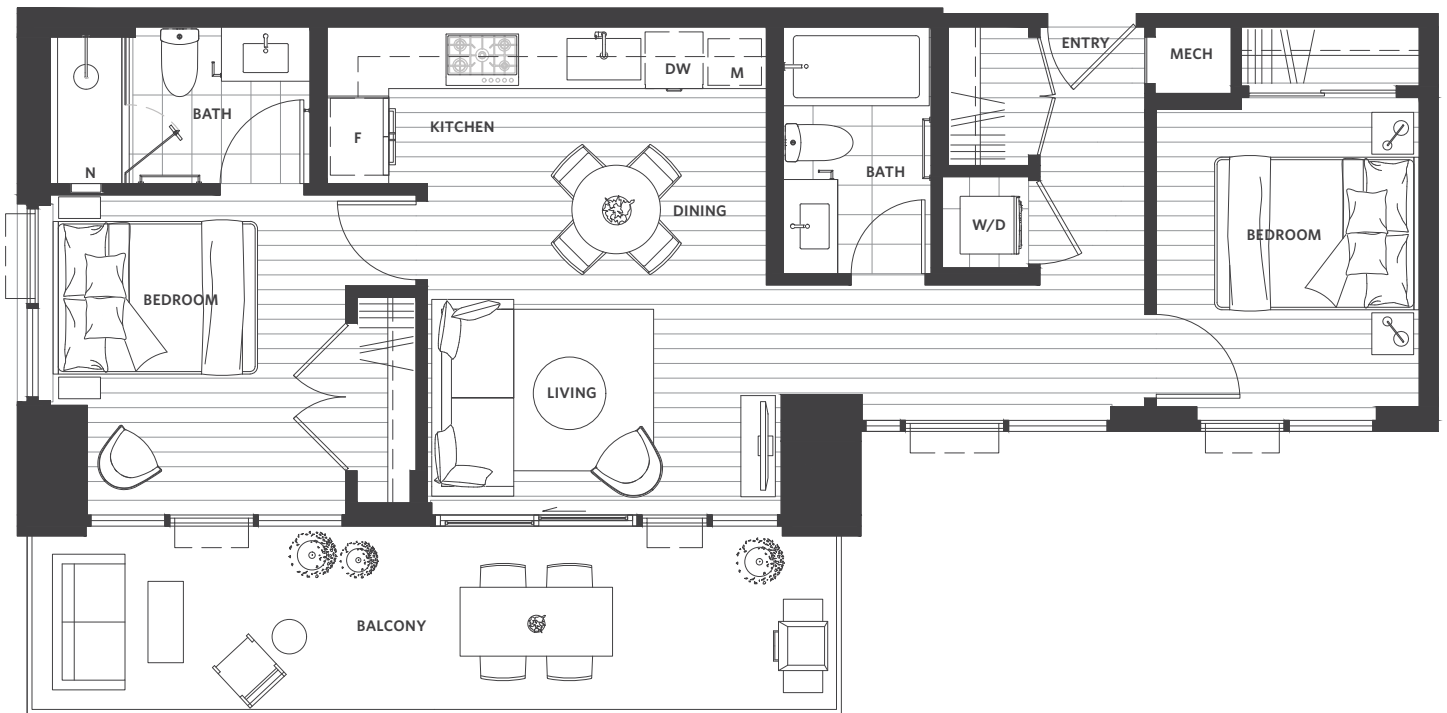 ENTRY
MECH
DW
M
BATH
KITCHEN
F
N
BATH
DINING
W/D
BEDROOM
BEDROOM
LIVING
BALCONY